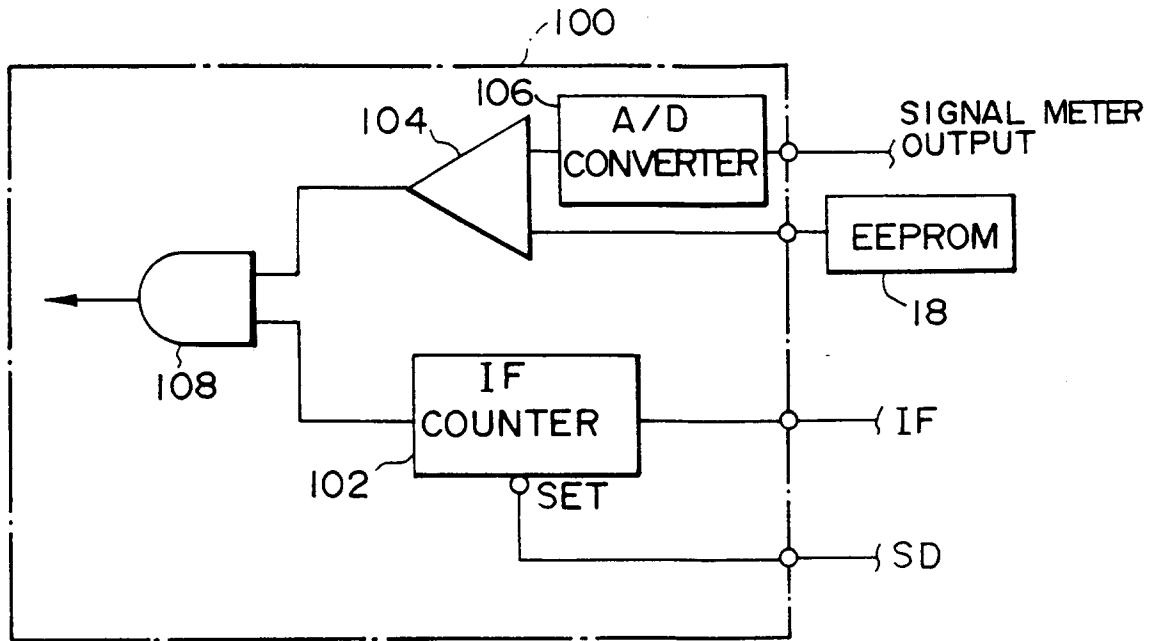 100
106
A/D
CONVERTER
104
SIGNAL METER
OUTPUT
EEPROM
18
108
IF
COUNTER
102
SET
IF
SD